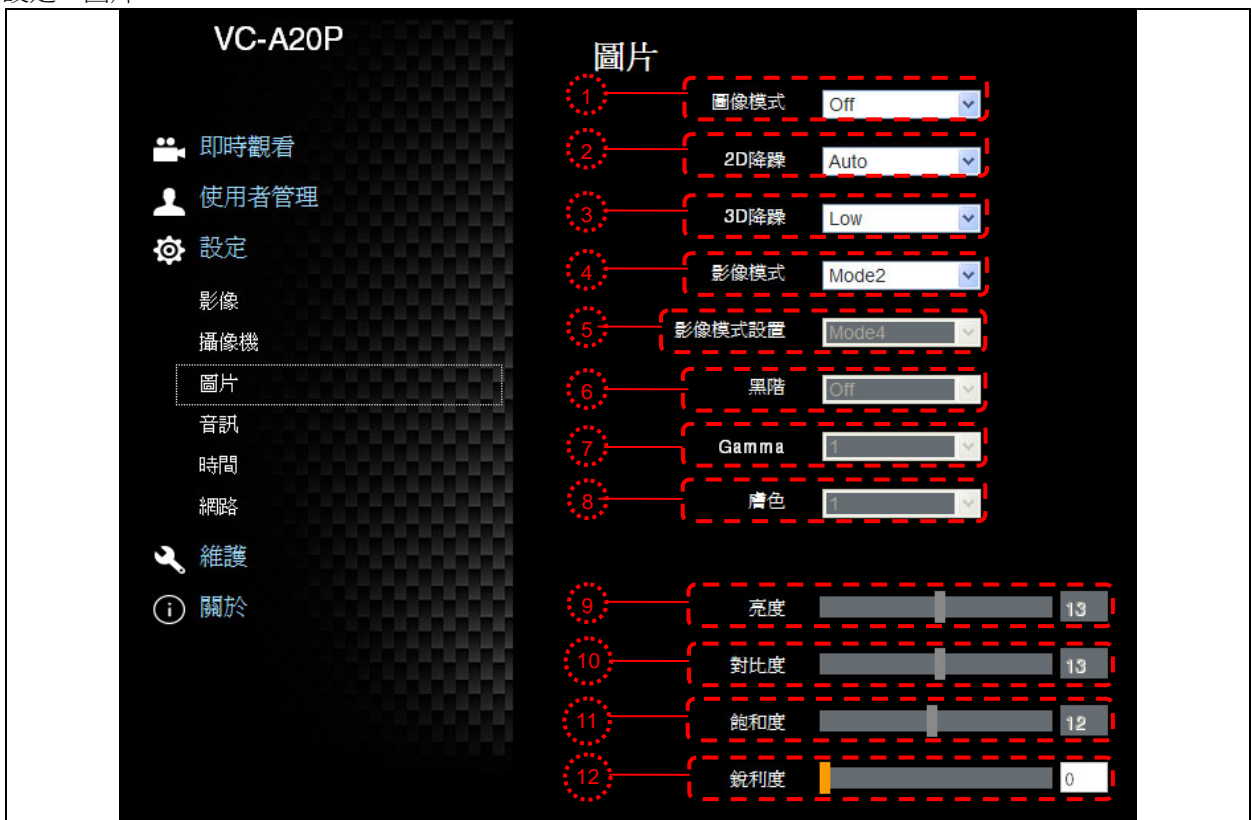 VC-A20P
即時觀看
使用者管理
設定
影像
攝像機
圖片
音訊
時間
網路
維護
關於
圖片
1 圖像模式 Off
2 2D降躁 Auto
3 3D降躁 Low
4 影像模式 Mode2
5 影像模式設置 Mode4
6 黑階 Off
7 Gamma 1
8 膚色 1
9 亮度 13
10 對比度 13
11 飽和度 12
12 銳利度 0